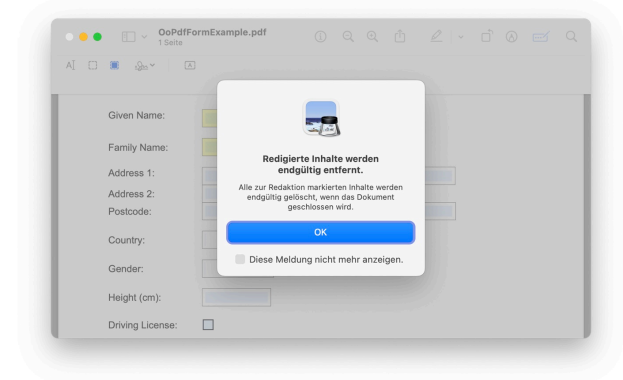 OoPdfFormExample.pdf
1 Seite
Given Name:
Family Name:
Address 1:
Address 2:
Postcode:
Country:
Gender:
Height (cm):
Driving License:
Redigierte Inhalte werden
endgültig entfernt.
Alle zur Redaktion markierten Inhalte werden
endgültig gelöscht, wenn das Dokument
geschlossen wird.
OK
Diese Meldung nicht mehr anzeigen.